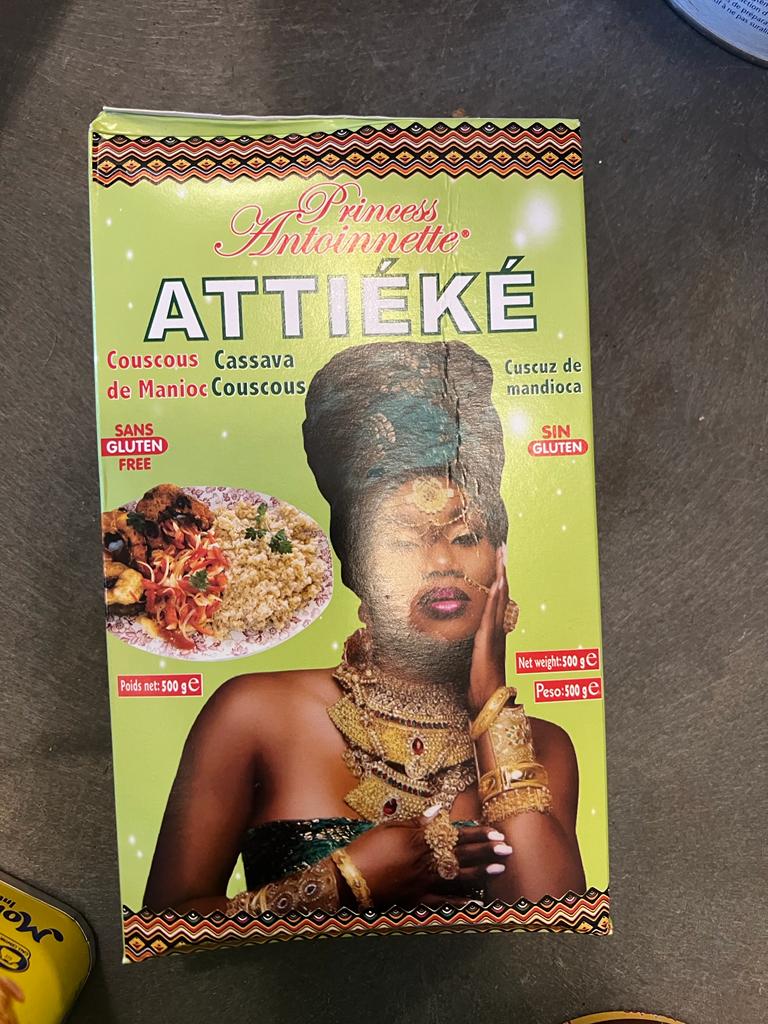 Princess
Antoinnette®
ATTIÉKÉ
Couscous
de Manioc
Cassava
Couscous
Cuscuz de
mandioca
SANS
GLUTEN
FREE
SIN
GLUTEN
Poids net: 500 g e
Net weight: 500 g e
Peso: 500 g e